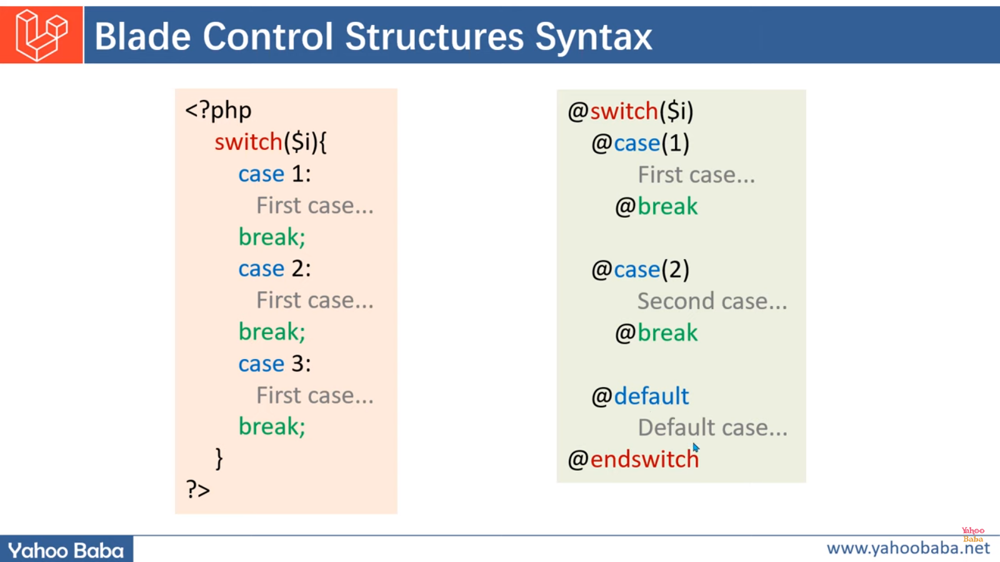 Blade Control Structures Syntax
<?php
switch($i){
case 1:
First case...
break;
case 2:
First case...
break;
case 3:
First case...
break;
}
?>
@switch($i)
@case(1)
First case...
@break
@case(2)
Second case...
@break
@default
Default case...
@endswitch
Yahoo Baba
Yahoo
Baba
www.yahoobaba.net